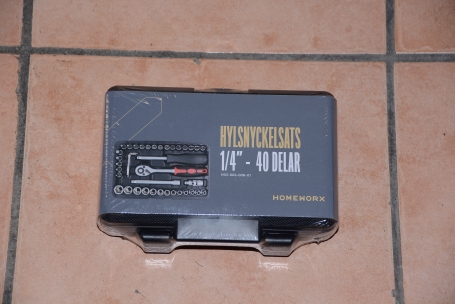 HYLSNYCKELSATS
1/4" - 40 DELAR
HOMEWORX